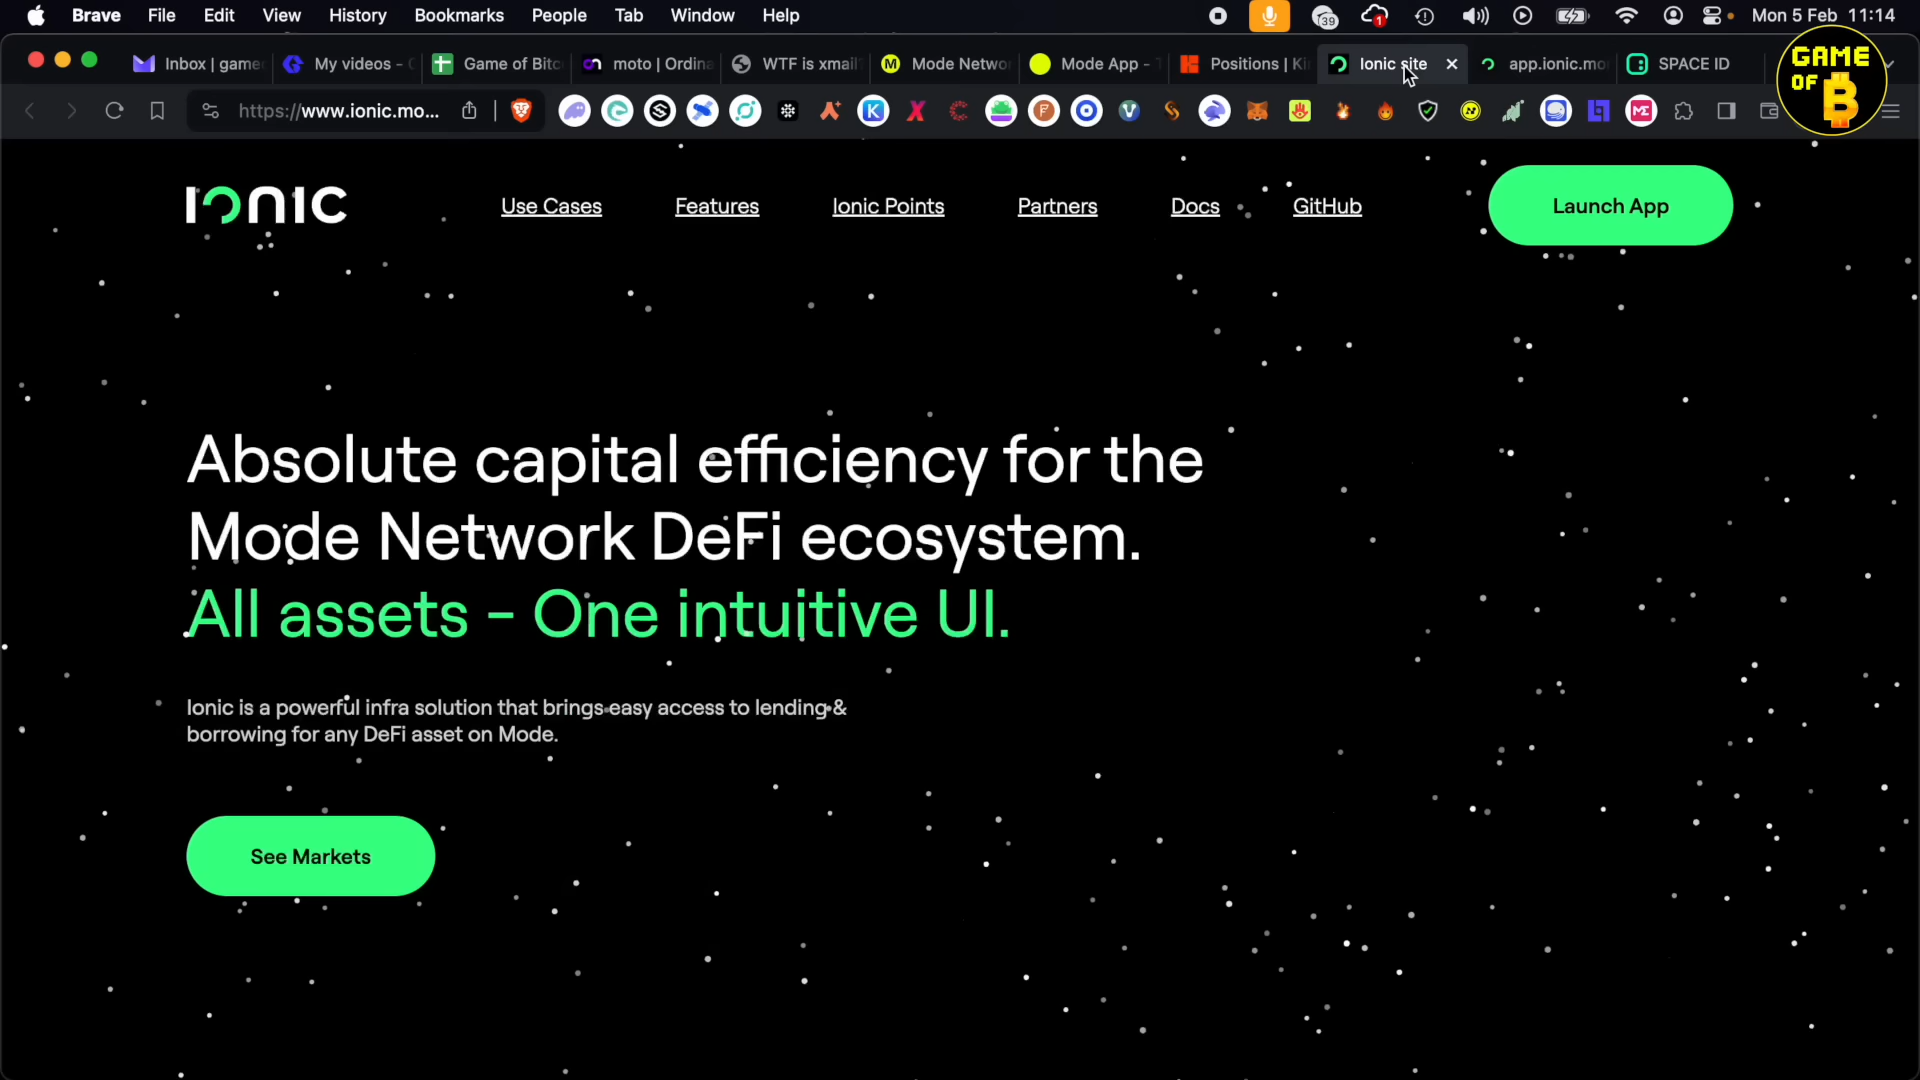 Brave File Edit View History Bookmarks People Tab Window Help
39 1 Mon 5 Feb 11:14
Inbox | game My videos - Game of Bitc moto | Ordina WTF is xmail Mode Netwo Mode App - T Positions | Ki Ionic site app.ionic.mo SPACE ID
https://www.ionic.mo...
GAME
OF B
IONIC Use Cases Features Ionic Points Partners Docs GitHub Launch App
Absolute capital efficiency for the
Mode Network DeFi ecosystem.
All assets - One intuitive UI.
Ionic is a powerful infra solution that brings easy access to lending &
borrowing for any DeFi asset on Mode.
See Markets